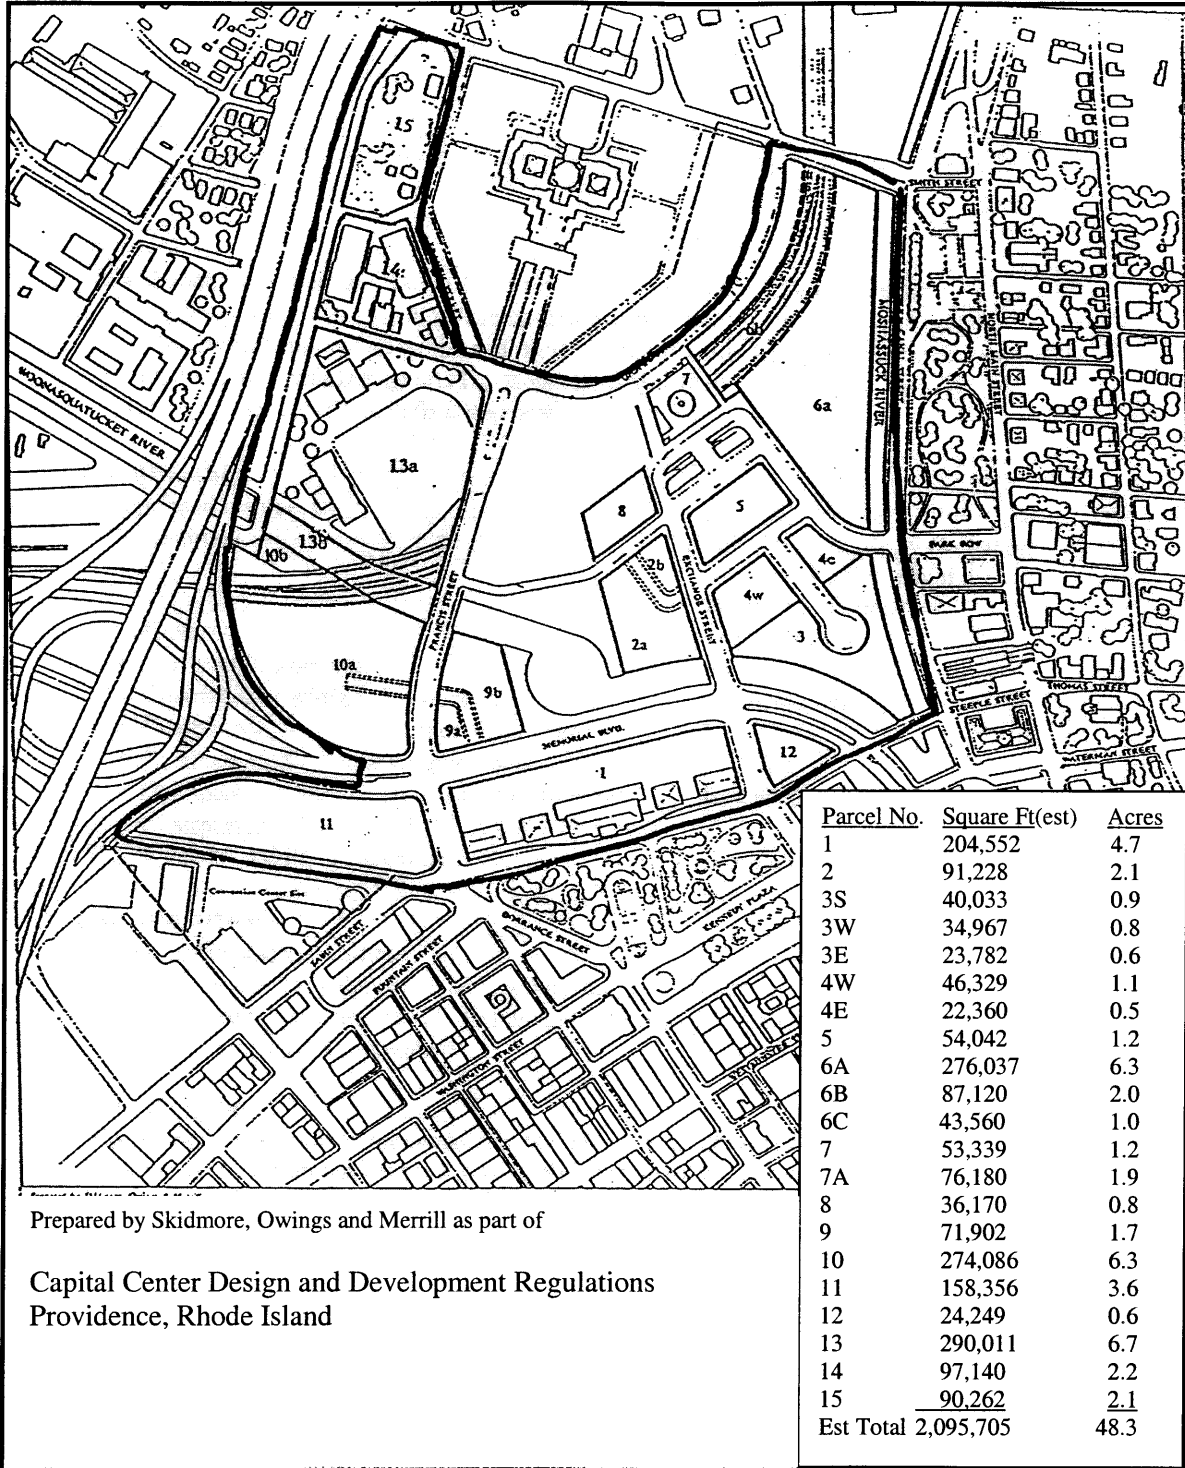 15
SMITH STREET
14
MOSHASSUCK RIVER
NORTH MAIN STREET
6b
7
WOONASQUATUCKET RIVER
6a
13a
8
5
PARK ROW
10b
13b
2b
4c
EXCHANGE STREET
4w
FRANCIS STREET
2a
3
10a
9b
THOMAS STREET
STEEPLE STREET
9a
MEMORIAL BLVD.
12
WATERMAN STREET
1
11
Convention Center Site
DORRANCE STREET
KENNEDY PLAZA
SABIN STREET
FOUNTAIN STREET
WASHINGTON STREET
Parcel No. Square Ft(est) Acres
1 204,552 4.7
2 91,228 2.1
3S 40,033 0.9
3W 34,967 0.8
3E 23,782 0.6
4W 46,329 1.1
4E 22,360 0.5
5 54,042 1.2
6A 276,037 6.3
6B 87,120 2.0
6C 43,560 1.0
7 53,339 1.2
7A 76,180 1.9
8 36,170 0.8
9 71,902 1.7
10 274,086 6.3
11 158,356 3.6
12 24,249 0.6
13 290,011 6.7
14 97,140 2.2
15 90,262 2.1
Est Total 2,095,705 48.3
Prepared by Skidmore, Owings and Merrill as part of
Capital Center Design and Development Regulations
Providence, Rhode Island